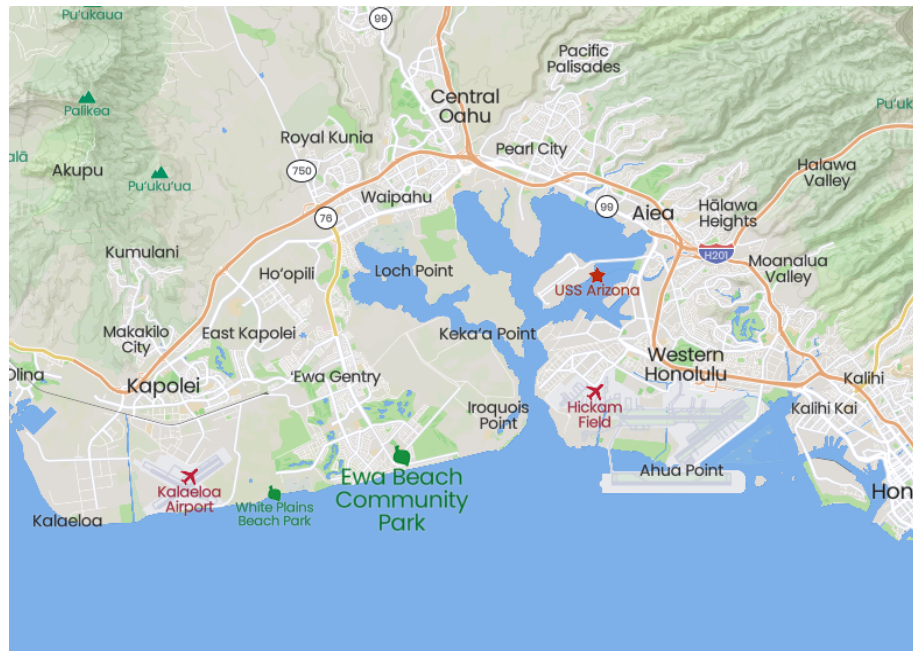 Pu'ukaua
99
Pacific
Palisades
Palikea
Central
Oahu
Pu'u
Royal Kunia
Pearl City
alā
Akupu
750
Pu'uku'ua
Halawa
Valley
Waipahu
76
99
Aiea
Hālawa
Heights
Kumulani
H201
Ho'opili
Loch Point
Moanalua
Valley
USS Arizona
Makakilo
City
East Kapolei
Keka'a Point
Olina
Kapolei
'Ewa Gentry
Western
Honolulu
Kalihi
Iroquois
Point
Hickam
Field
Kalihi Kai
Ewa Beach
Community
Park
Ahua Point
Kalaeloa
Airport
White Plains
Beach Park
Kalaeloa
Hon